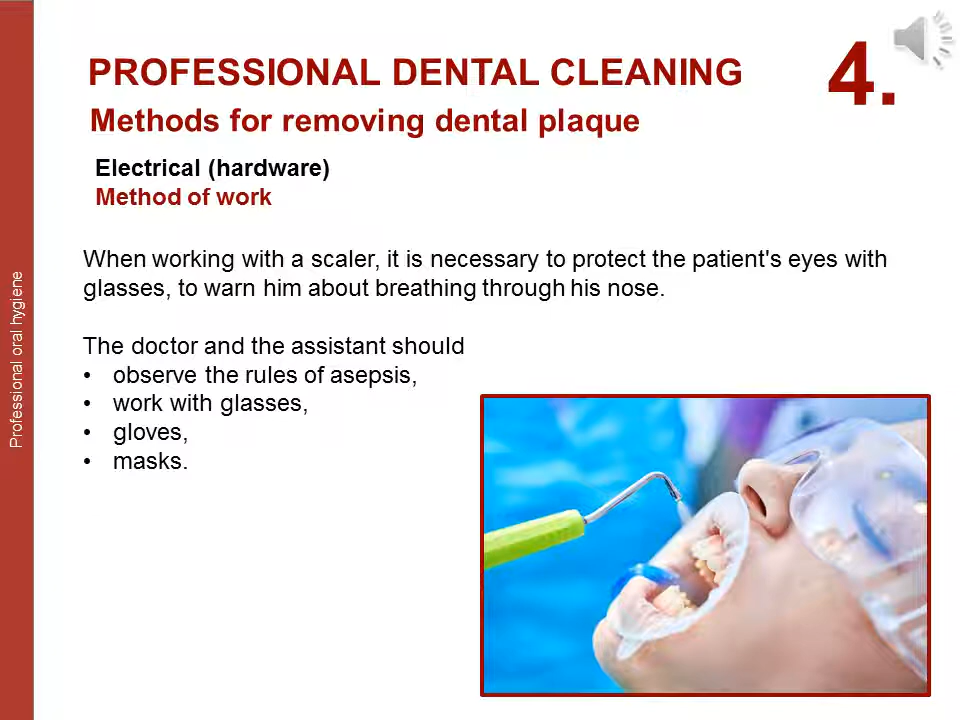 PROFESSIONAL DENTAL CLEANING
4.
Methods for removing dental plaque
Electrical (hardware)
Method of work
When working with a scaler, it is necessary to protect the patient's eyes with
glasses, to warn him about breathing through his nose.
The doctor and the assistant should
• observe the rules of asepsis,
• work with glasses,
• gloves,
• masks.
Professional oral hygiene